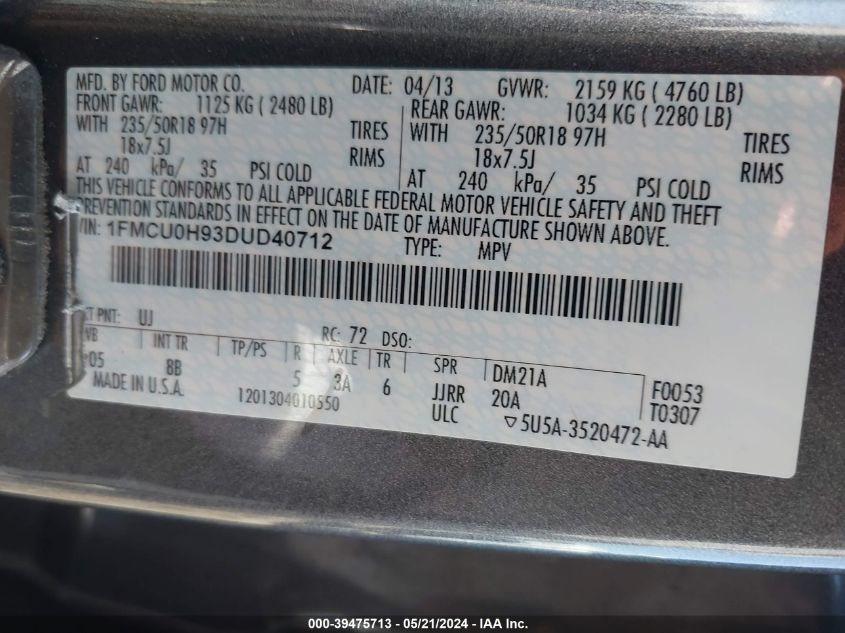 MFD. BY FORD MOTOR CO. DATE: 04/13 GVWR: 2159 KG ( 4760 LB)
FRONT GAWR: 1125 KG ( 2480 LB) REAR GAWR: 1034 KG ( 2280 LB)
WITH 235/50R18 97H TIRES WITH 235/50R18 97H TIRES
18x7.5J RIMS 18x7.5J RIMS
AT 240 kPa/ 35 PSI COLD AT 240 kPa/ 35 PSI COLD
THIS VEHICLE CONFORMS TO ALL APPLICABLE FEDERAL MOTOR VEHICLE SAFETY AND THEFT
PREVENTION STANDARDS IN EFFECT ON THE DATE OF MANUFACTURE SHOWN ABOVE.
VIN: 1FMCU0H93DUD40712 TYPE: MPV
PNT: UJ RC: 72 DSO:
WB INT TR TP/PS R AXLE TR SPR DM21A F0053
05 8B 5 3A 6 JJRR 20A T0307
MADE IN U.S.A. 1201304010550 ULC ▽5U5A-3520472-AA
000-39475713 - 05/21/2024 - IAA Inc.